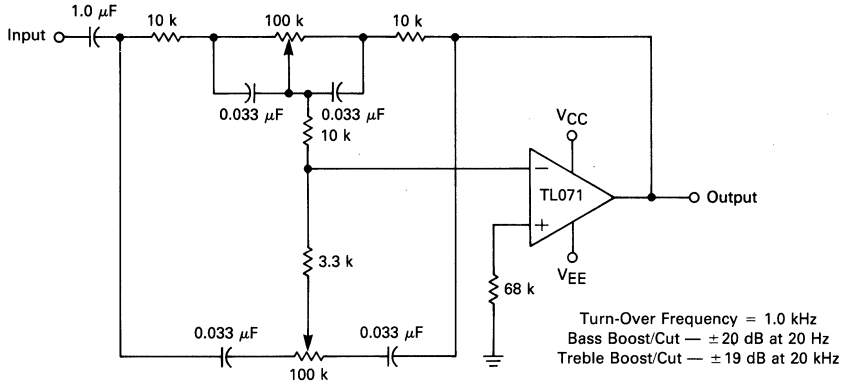 1.0 μF
Input
10 k
100 k
10 k
0.033 μF
0.033 μF
10 k
VCC
−
TL071
+
Output
VEE
3.3 k
68 k
0.033 μF
0.033 μF
100 k
Turn-Over Frequency = 1.0 kHz
Bass Boost/Cut — ±20 dB at 20 Hz
Treble Boost/Cut — ±19 dB at 20 kHz